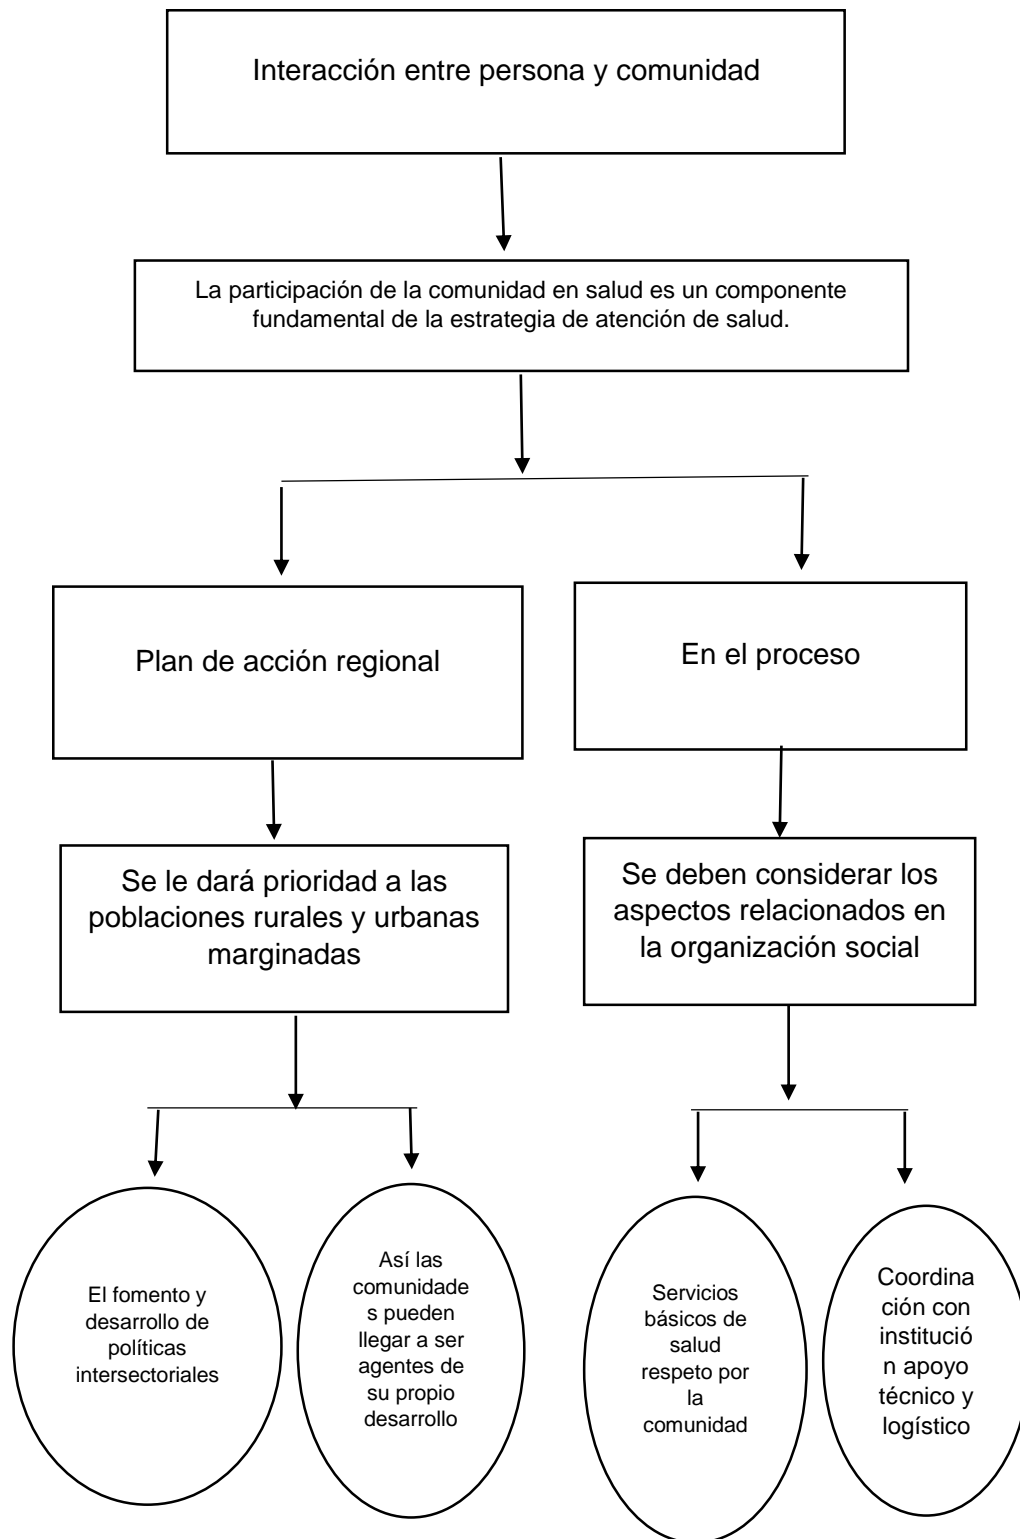 Interacción entre persona y comunidad
La participación de la comunidad en salud es un componente
fundamental de la estrategia de atención de salud.
Plan de acción regional
En el proceso
Se le dará prioridad a las
poblaciones rurales y urbanas
marginadas
Se deben considerar los
aspectos relacionados en
la organización social
El fomento y
desarrollo de
políticas
intersectoriales
Así las
comunidade
s pueden
llegar a ser
agentes de
su propio
desarrollo
Servicios
básicos de
salud
respeto por
la
comunidad
Coordina
ción con
institució
n apoyo
técnico y
logístico